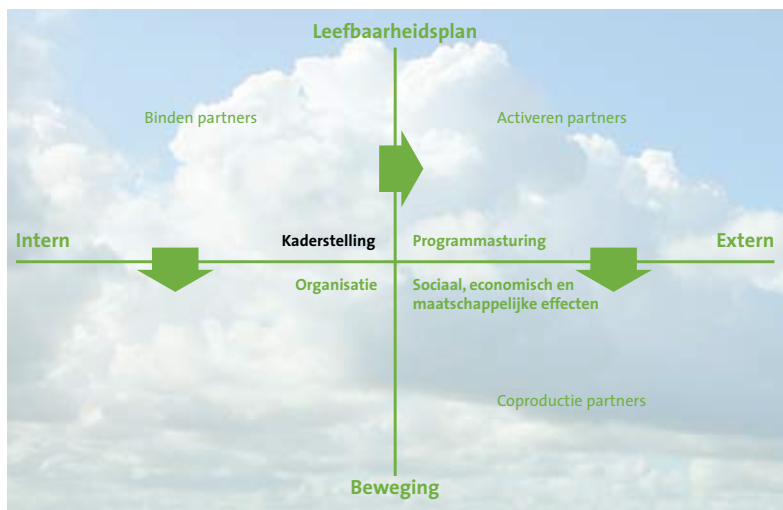 Leefbaarheidsplan
Binden partners
Activeren partners
Intern
Kaderstelling
Programmasturing
Extern
Organisatie
Sociaal, economisch en
maatschappelijke effecten
Coproductie partners
Beweging